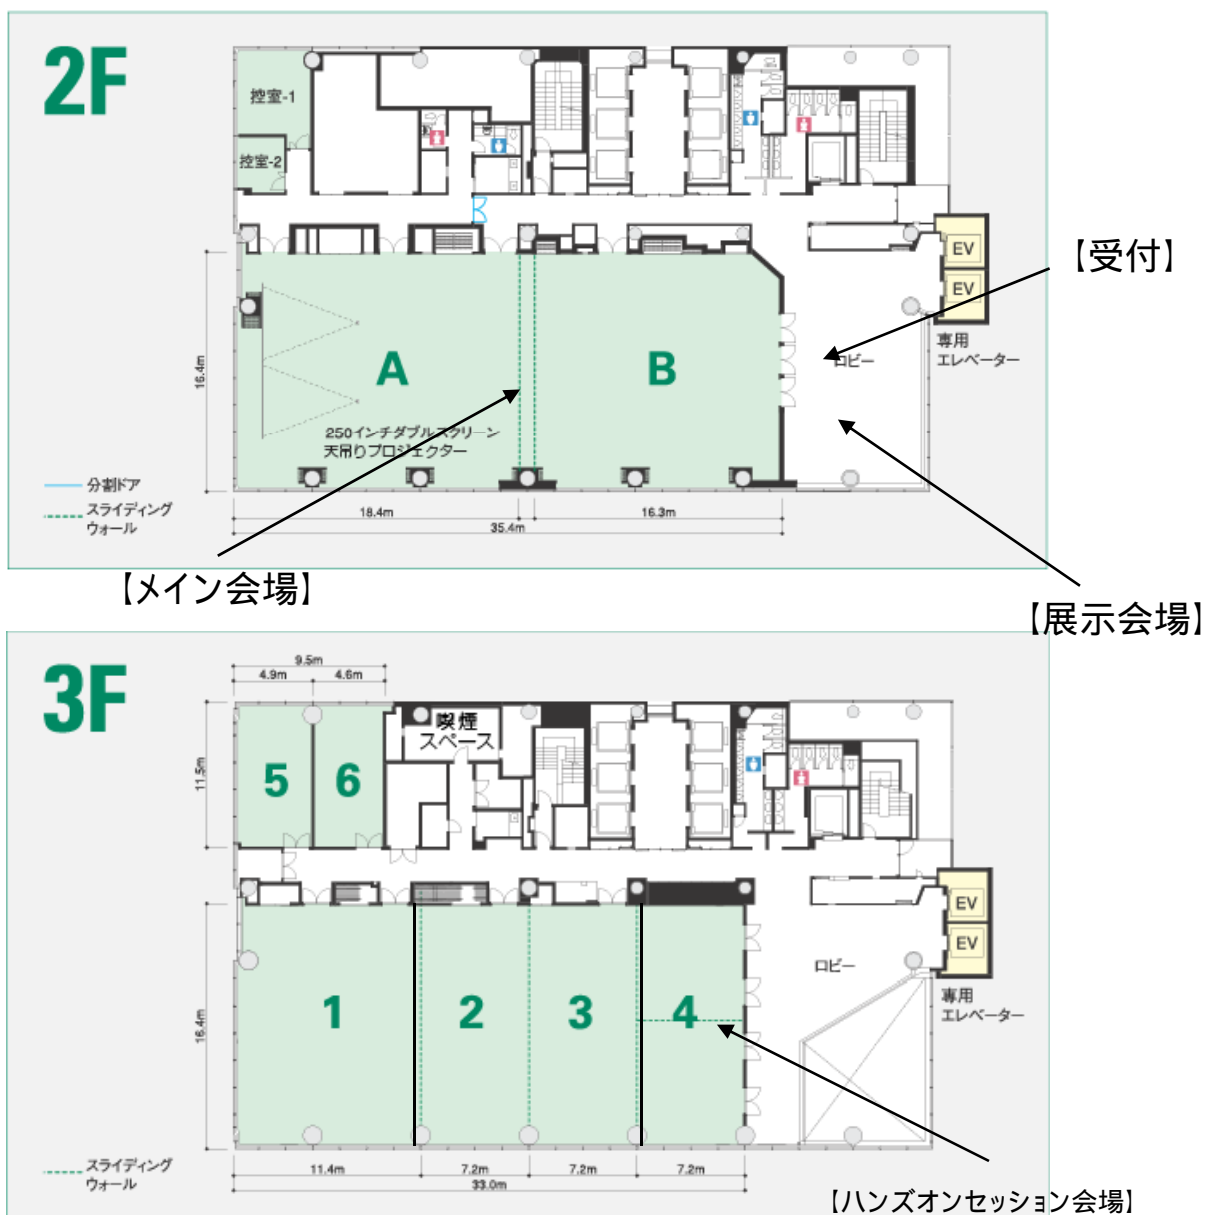 2F
控室-1
控室-2
EV
EV
【受付】
専用
エレベーター
ロビー
A
B
16.4m
250インチダブルスクリーン
天吊りプロジェクター
分割ドア
スライディング
ウォール
18.4m
16.3m
35.4m
【メイン会場】
【展示会場】
3F
9.5m
4.9m
4.6m
11.5m
5
6
喫煙
スペース
EV
EV
専用
エレベーター
ロビー
1
2
3
4
16.4m
スライディング
ウォール
11.4m
7.2m
7.2m
7.2m
33.0m
【ハンズオンセッション会場】